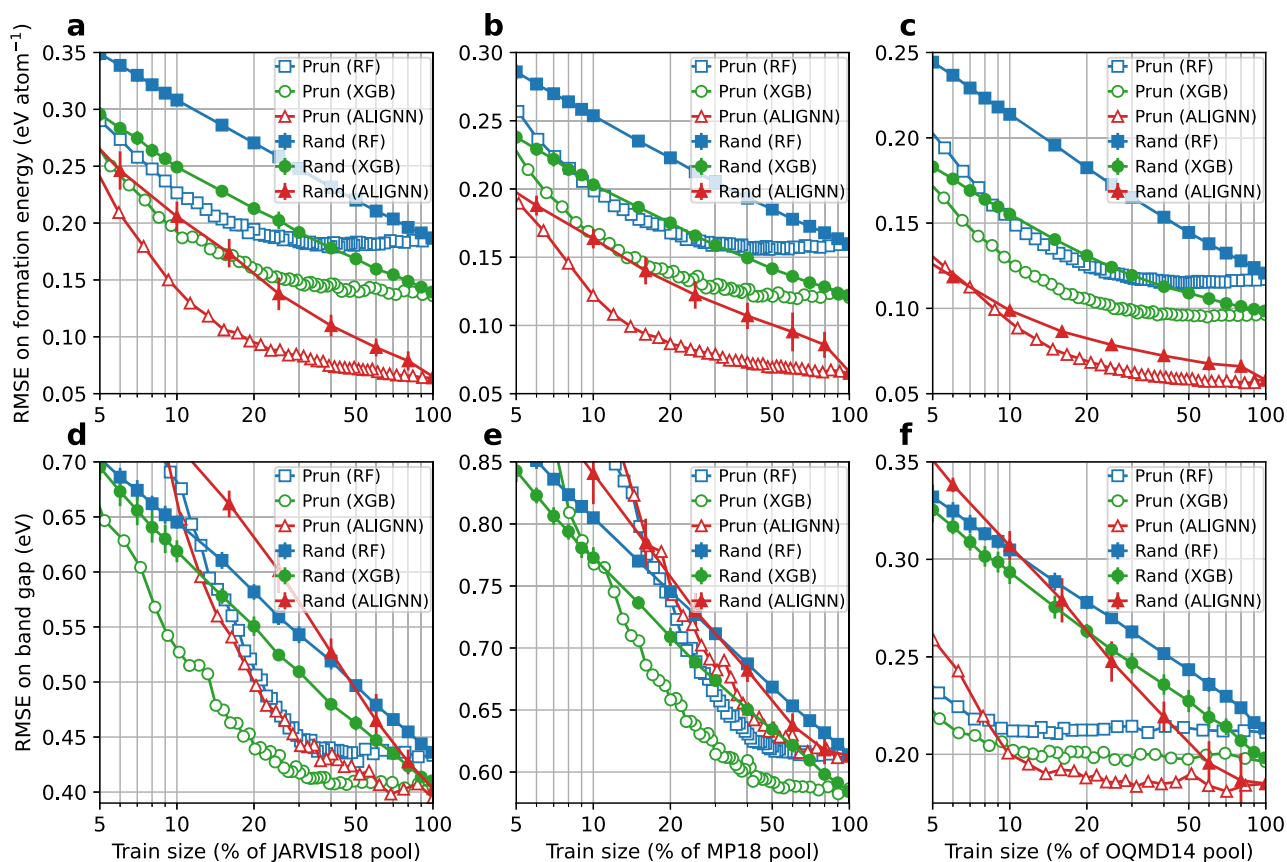 a
b
c
RMSE on formation energy (eV atom⁻¹)
0.35
0.30
0.25
0.20
0.15
0.10
0.05
5 10 20 50 100
Prun (RF)
Prun (XGB)
Prun (ALIGNN)
Rand (RF)
Rand (XGB)
Rand (ALIGNN)
0.30
0.25
0.20
0.15
0.10
0.05
5 10 20 50 100
Prun (RF)
Prun (XGB)
Prun (ALIGNN)
Rand (RF)
Rand (XGB)
Rand (ALIGNN)
0.25
0.20
0.15
0.10
0.05
5 10 20 50 100
Prun (RF)
Prun (XGB)
Prun (ALIGNN)
Rand (RF)
Rand (XGB)
Rand (ALIGNN)
d
e
f
RMSE on band gap (eV)
0.70
0.65
0.60
0.55
0.50
0.45
0.40
5 10 20 50 100
Train size (% of JARVIS18 pool)
Prun (RF)
Prun (XGB)
Prun (ALIGNN)
Rand (RF)
Rand (XGB)
Rand (ALIGNN)
0.85
0.80
0.75
0.70
0.65
0.60
5 10 20 50 100
Train size (% of MP18 pool)
Prun (RF)
Prun (XGB)
Prun (ALIGNN)
Rand (RF)
Rand (XGB)
Rand (ALIGNN)
0.35
0.30
0.25
0.20
5 10 20 50 100
Train size (% of OQMD14 pool)
Prun (RF)
Prun (XGB)
Prun (ALIGNN)
Rand (RF)
Rand (XGB)
Rand (ALIGNN)